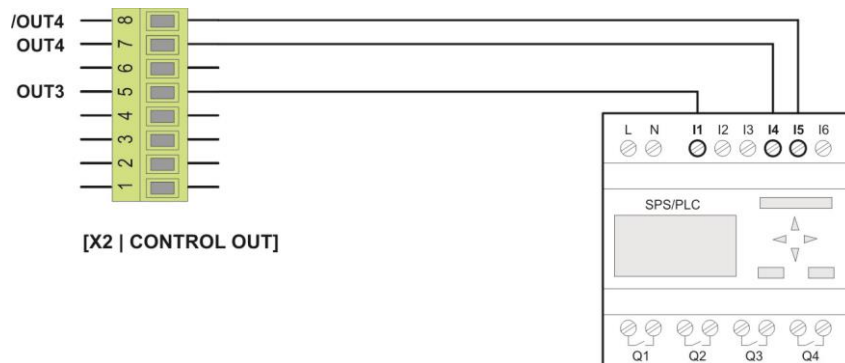 /OUT4
8
OUT4
7
6
OUT3
5
4
3
2
1
[X2 | CONTROL OUT]
L N I1 I2 I3 I4 I5 I6
SPS/PLC
Q1 Q2 Q3 Q4